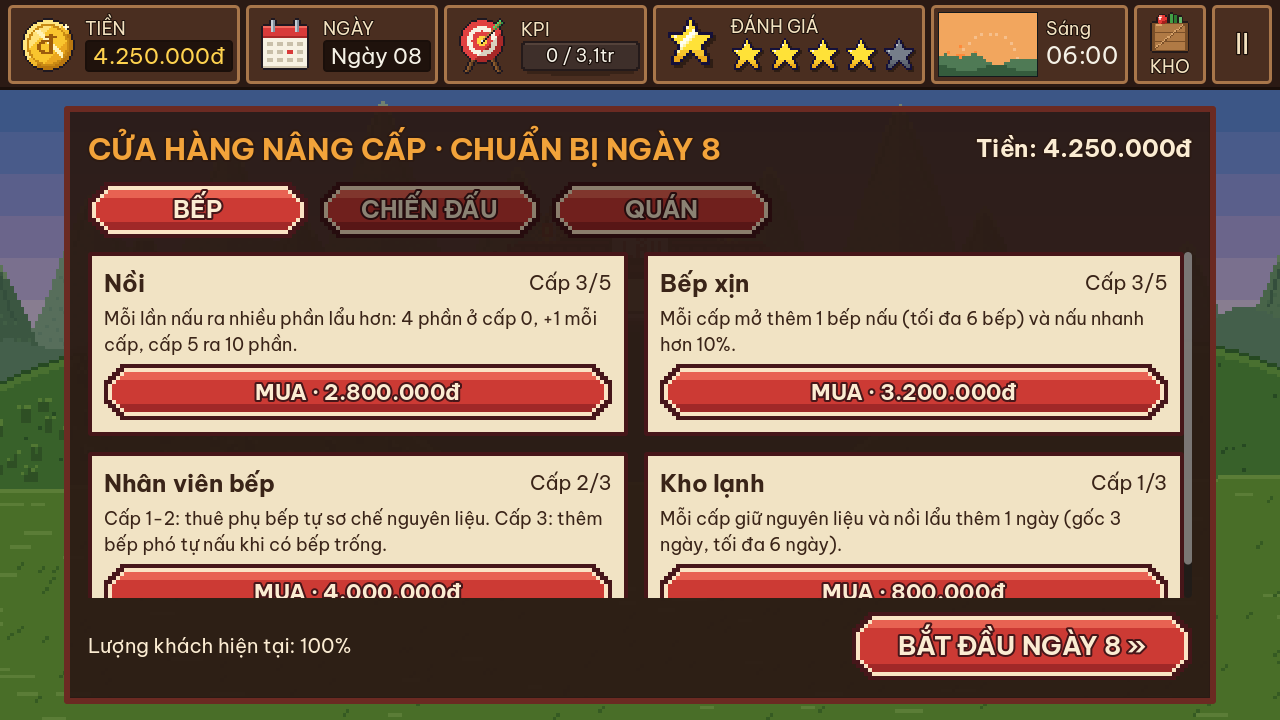 TIỀN
4.250.000đ
NGÀY
Ngày 08
KPI
0 / 3,1tr
ĐÁNH GIÁ
Sáng
06:00
KHO
CỬA HÀNG NÂNG CẤP · CHUẨN BỊ NGÀY 8
Tiền: 4.250.000đ
BẾP
CHIẾN ĐẤU
QUÁN
Nồi
Cấp 3/5
Mỗi lần nấu ra nhiều phần lẩu hơn: 4 phần ở cấp 0, +1 mỗi
cấp, cấp 5 ra 10 phần.
MUA · 2.800.000đ
Bếp xịn
Cấp 3/5
Mỗi cấp mở thêm 1 bếp nấu (tối đa 6 bếp) và nấu nhanh
hơn 10%.
MUA · 3.200.000đ
Nhân viên bếp
Cấp 2/3
Cấp 1-2: thuê phụ bếp tự sơ chế nguyên liệu. Cấp 3: thêm
bếp phó tự nấu khi có bếp trống.
MUA · 4.000.000đ
Kho lạnh
Cấp 1/3
Mỗi cấp giữ nguyên liệu và nồi lẩu thêm 1 ngày (gốc 3
ngày, tối đa 6 ngày).
MUA · 800.000đ
Lượng khách hiện tại: 100%
BẮT ĐẦU NGÀY 8 »